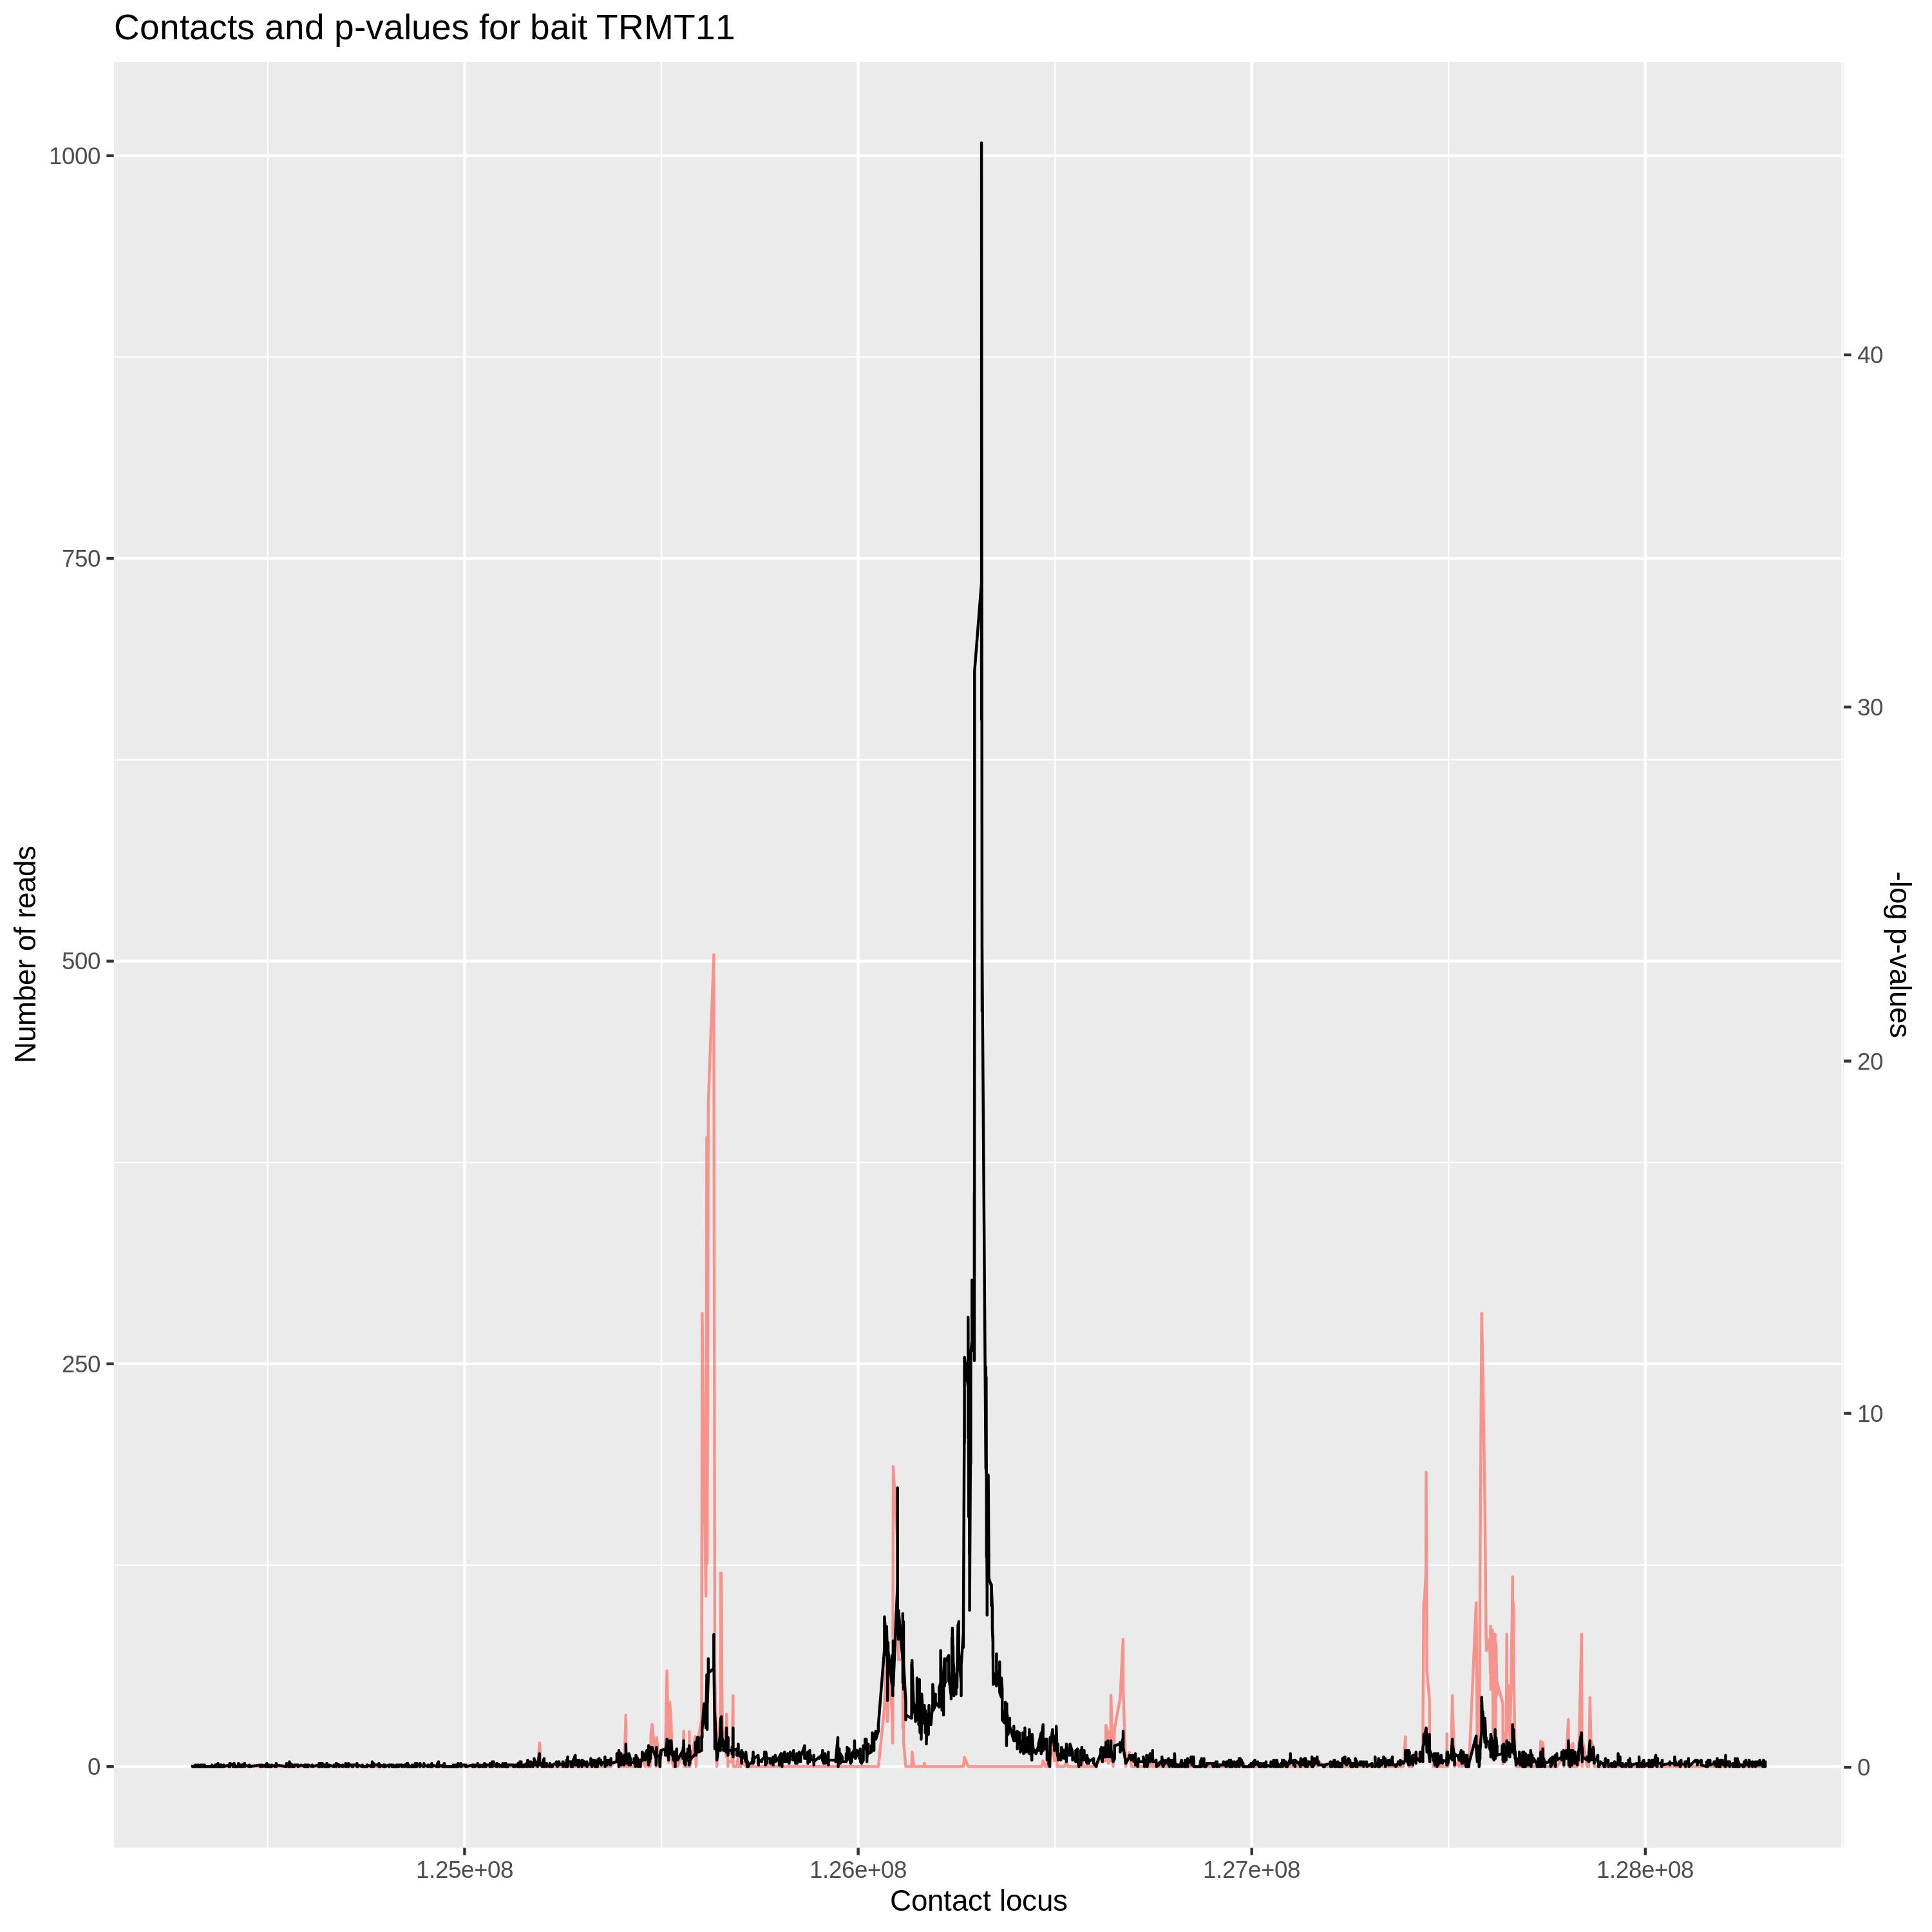 Contacts and p-values for bait TRMT11
1000
750
500
250
0
Number of reads
40
30
20
10
0
-log p-values
1.25e+08
1.26e+08
1.27e+08
1.28e+08
Contact locus